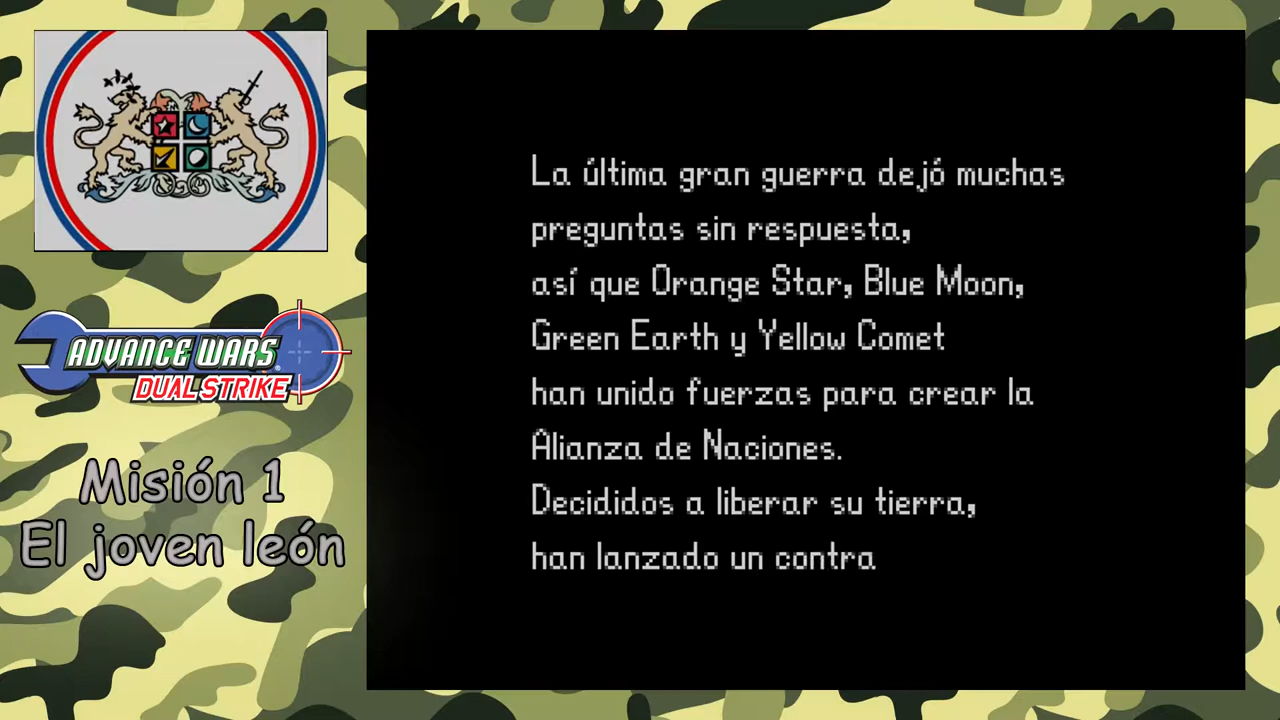 ADVANCE WARS
DUAL STRIKE
Misión 1
El joven león
La última gran guerra dejó muchas
preguntas sin respuesta,
así que Orange Star, Blue Moon,
Green Earth y Yellow Comet
han unido fuerzas para crear la
Alianza de Naciones.
Decididos a liberar su tierra,
han lanzado un contra